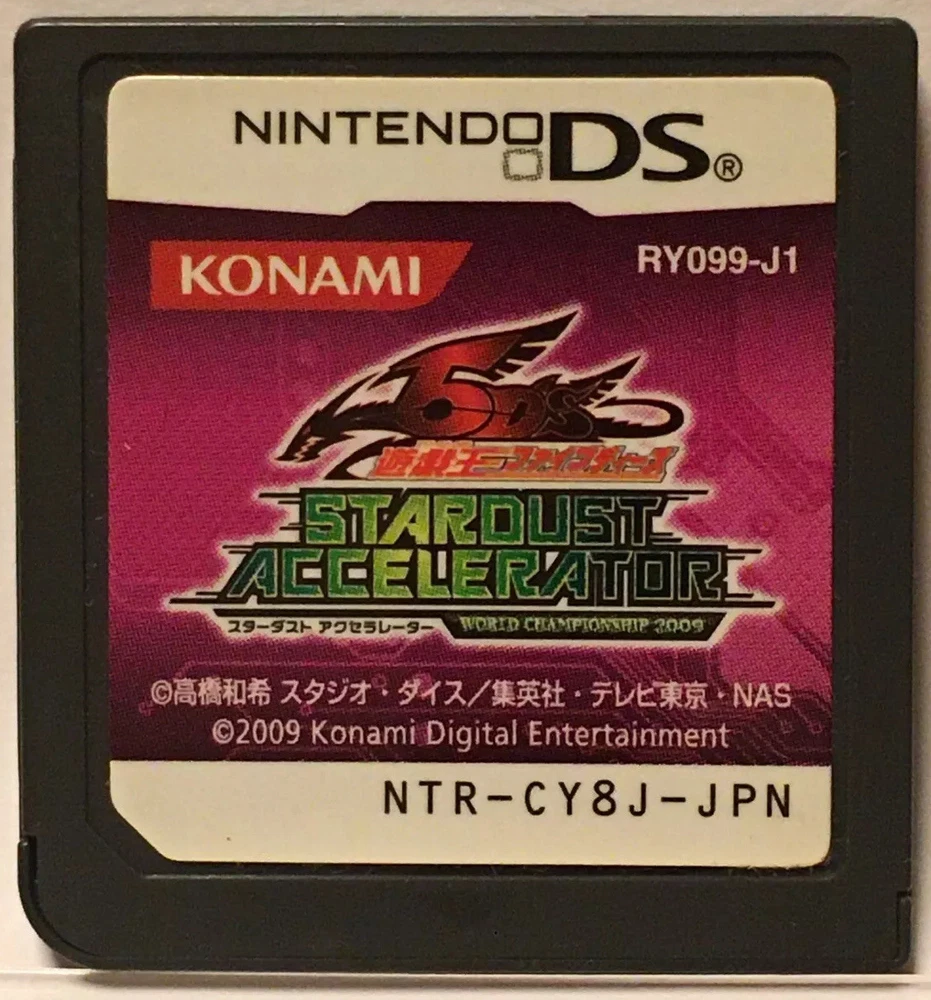 NINTENDO DS®
KONAMI
RY099-J1
5D's
遊戯王ファイブディーズ
STARDUST
ACCELERATOR
スターダスト アクセラレーター
WORLD CHAMPIONSHIP 2009
©高橋和希 スタジオ・ダイス／集英社・テレビ東京・NAS
©2009 Konami Digital Entertainment
NTR-CY8J-JPN